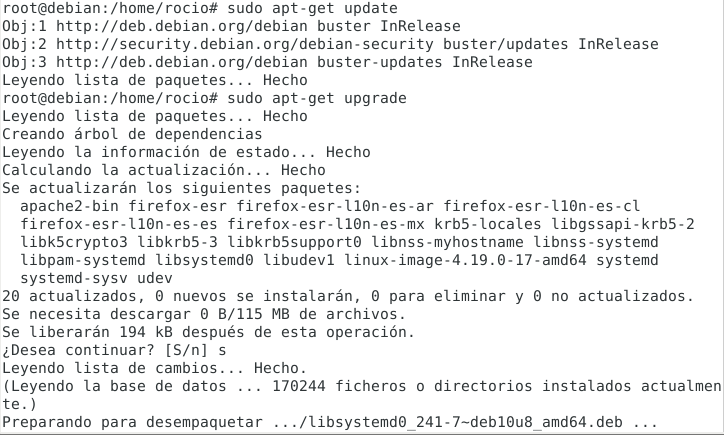 root@debian:/home/rocio# sudo apt-get update
Obj:1 http://deb.debian.org/debian buster InRelease
Obj:2 http://security.debian.org/debian-security buster/updates InRelease
Obj:3 http://deb.debian.org/debian buster-updates InRelease
Leyendo lista de paquetes... Hecho
root@debian:/home/rocio# sudo apt-get upgrade
Leyendo lista de paquetes... Hecho
Creando árbol de dependencias
Leyendo la información de estado... Hecho
Calculando la actualización... Hecho
Se actualizarán los siguientes paquetes:
  apache2-bin firefox-esr firefox-esr-l10n-es-ar firefox-esr-l10n-es-cl
  firefox-esr-l10n-es-es firefox-esr-l10n-es-mx krb5-locales libgssapi-krb5-2
  libk5crypto3 libkrb5-3 libkrb5support0 libnss-myhostname libnss-systemd
  libpam-systemd libsystemd0 libudev1 linux-image-4.19.0-17-amd64 systemd
  systemd-sysv udev
20 actualizados, 0 nuevos se instalarán, 0 para eliminar y 0 no actualizados.
Se necesita descargar 0 B/115 MB de archivos.
Se liberarán 194 kB después de esta operación.
¿Desea continuar? [S/n] s
Leyendo lista de cambios... Hecho.
(Leyendo la base de datos ... 170244 ficheros o directorios instalados actualmen
te.)
Preparando para desempaquetar .../libsystemd0_241-7~deb10u8_amd64.deb ...